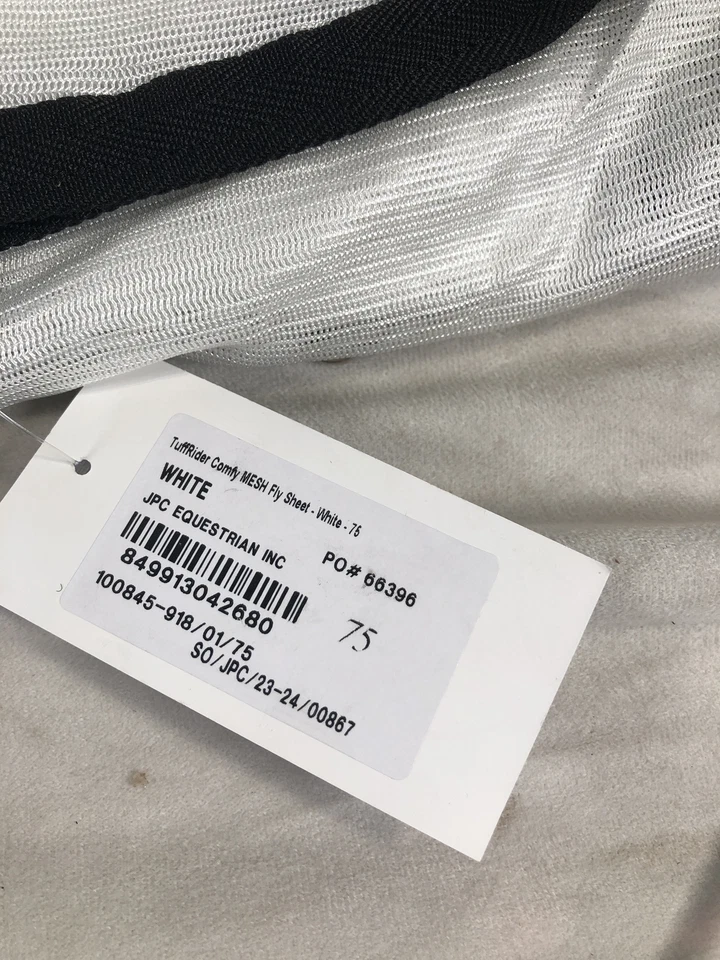 TuffRider Comfy MESH Fly Sheet - White - 75
WHITE
JPC EQUESTRIAN INC
PO# 66396
849913042680
75
100845-918/01/75
SO/JPC/23-24/00867